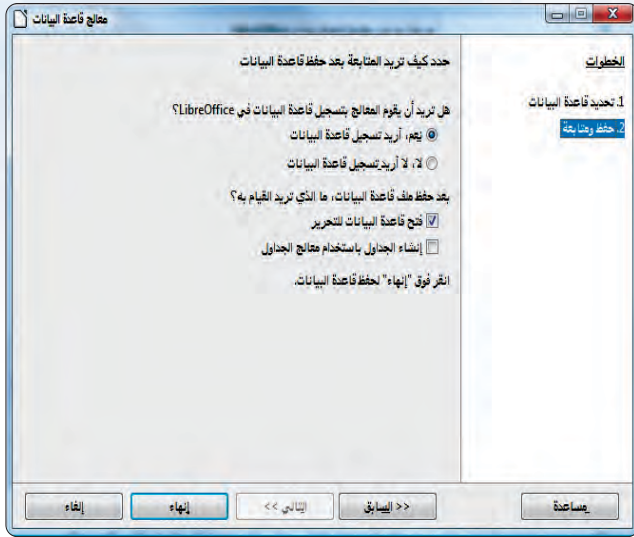 معالج قاعدة البيانات
الخطوات
1. تحديد قاعدة البيانات
2. حفظ ومتابعة
حدد كيف تريد المتابعة بعد حفظ قاعدة البيانات
هل تريد أن يقوم المعالج بتسجيل قاعدة البيانات في LibreOffice؟
نعم، أريد تسجيل قاعدة البيانات
لا، لا أريد تسجيل قاعدة البيانات
بعد حفظ ملف قاعدة البيانات، ما الذي تريد القيام به؟
فتح قاعدة البيانات للتحرير
إنشاء الجداول باستخدام معالج الجداول
انقر فوق "إنهاء" لحفظ قاعدة البيانات.
مساعدة
<< السابق
التالي >>
إنهاء
إلغاء